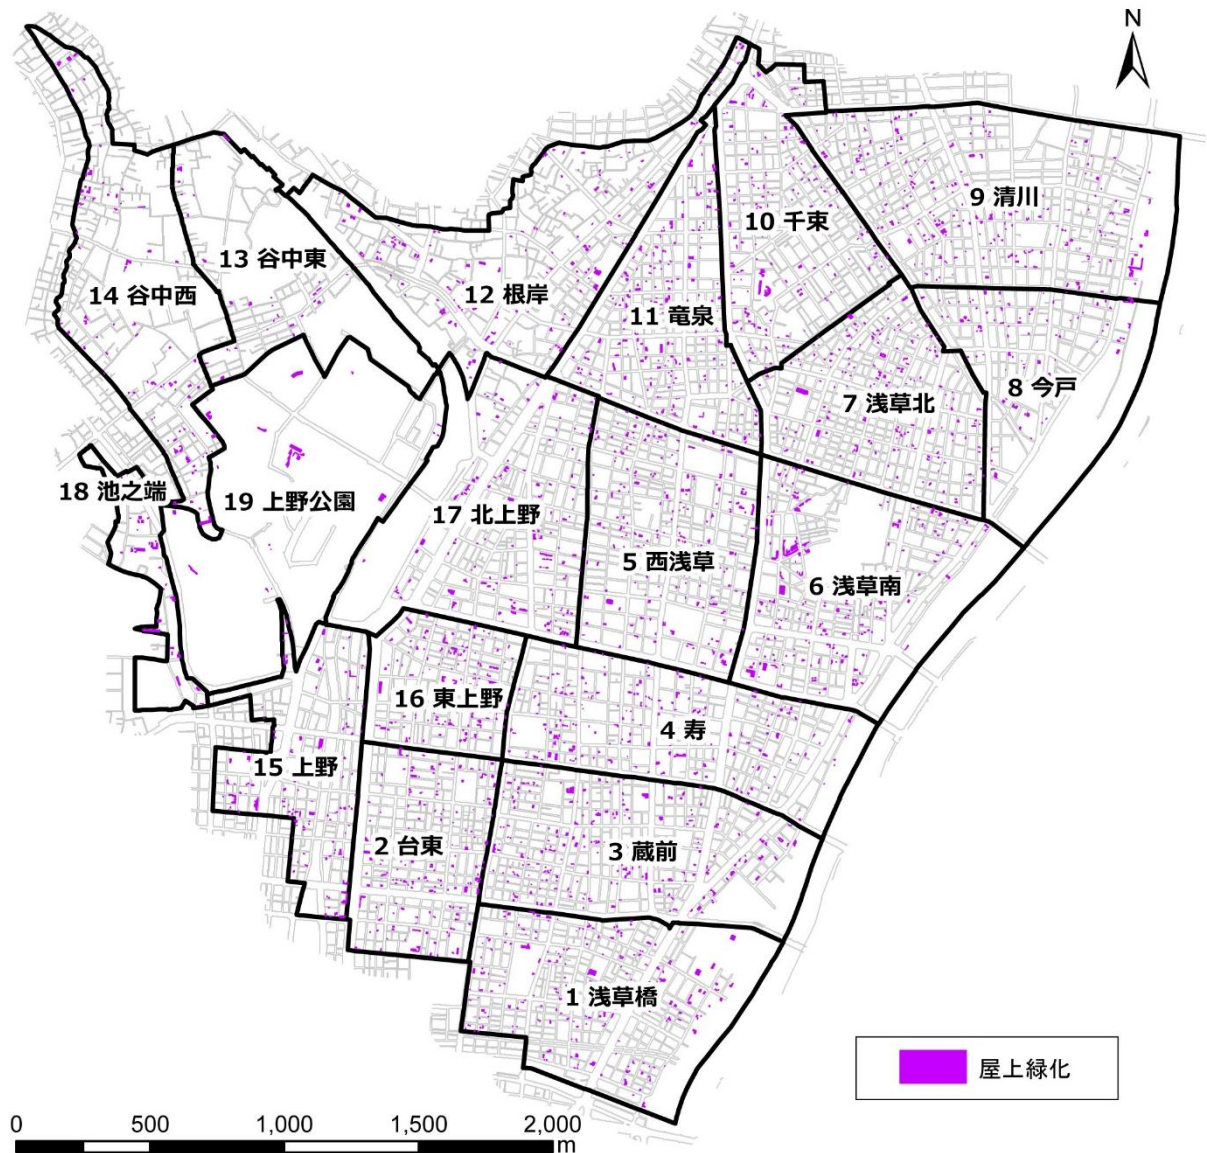 N
9 清川
10 千束
13 谷中東
14 谷中西
12 根岸
11 竜泉
8 今戸
7 浅草北
18 池之端
19 上野公園
17 北上野
5 西浅草
6 浅草南
16 東上野
4 寿
15 上野
2 台東
3 蔵前
1 浅草橋
屋上緑化
0 500 1,000 1,500 2,000
m